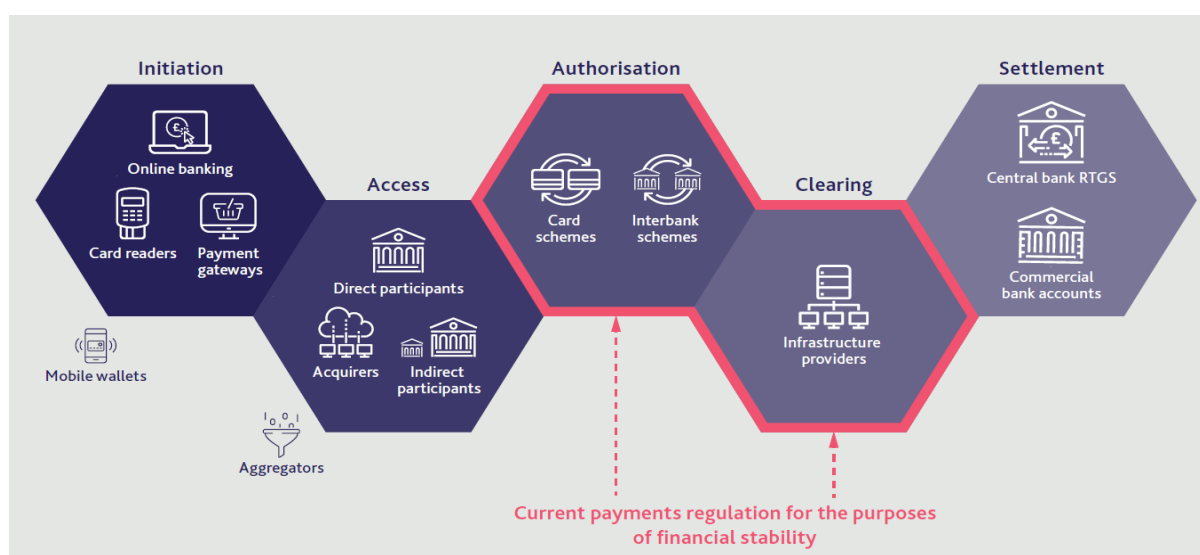 Initiation
Online banking
Card readers
Payment
gateways
Mobile wallets
Access
Direct participants
Acquirers
Indirect
participants
Aggregators
Authorisation
Card
schemes
Interbank
schemes
Clearing
Infrastructure
providers
Settlement
Central bank RTGS
Commercial
bank accounts
Current payments regulation for the purposes
of financial stability